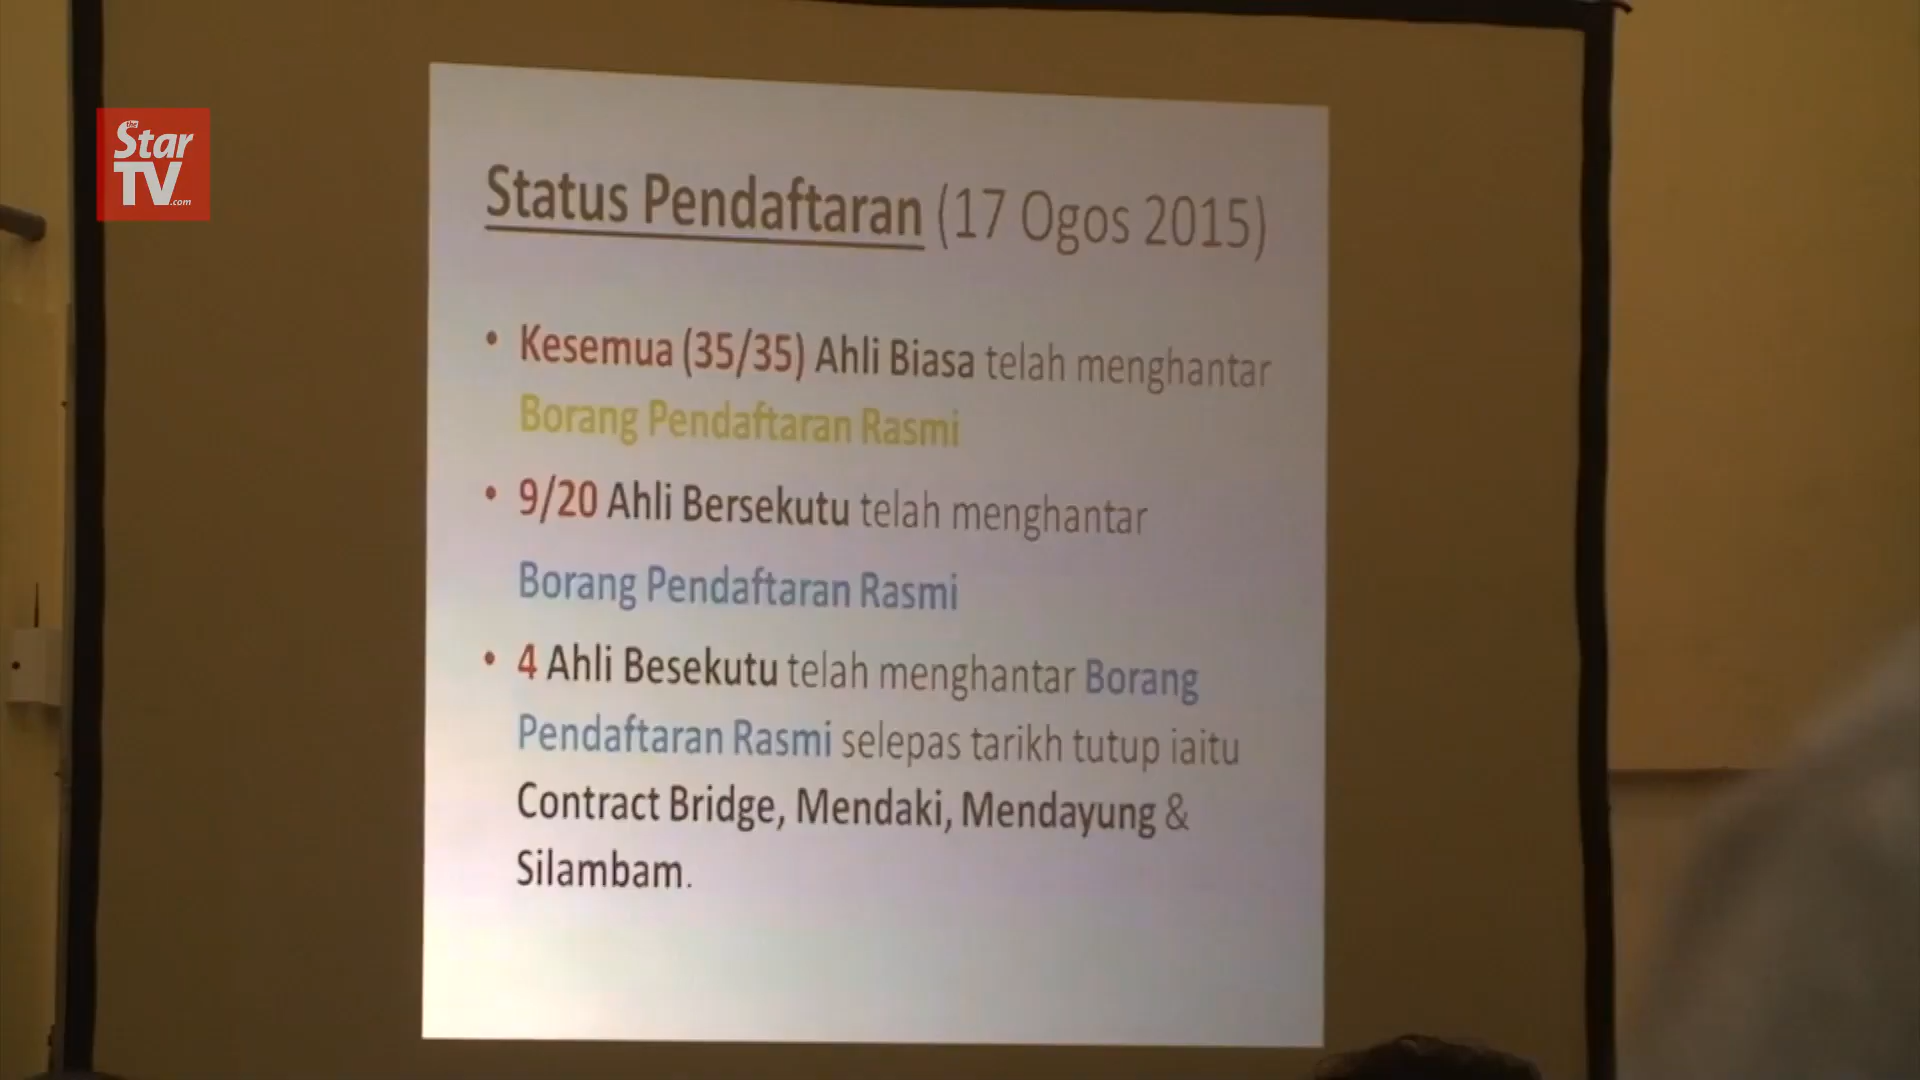 the
Star
TV
.com
Status Pendaftaran (17 Ogos 2015)
• Kesemua (35/35) Ahli Biasa telah menghantar
Borang Pendaftaran Rasmi
• 9/20 Ahli Bersekutu telah menghantar
Borang Pendaftaran Rasmi
• 4 Ahli Besekutu telah menghantar Borang
Pendaftaran Rasmi selepas tarikh tutup iaitu
Contract Bridge, Mendaki, Mendayung &
Silambam.